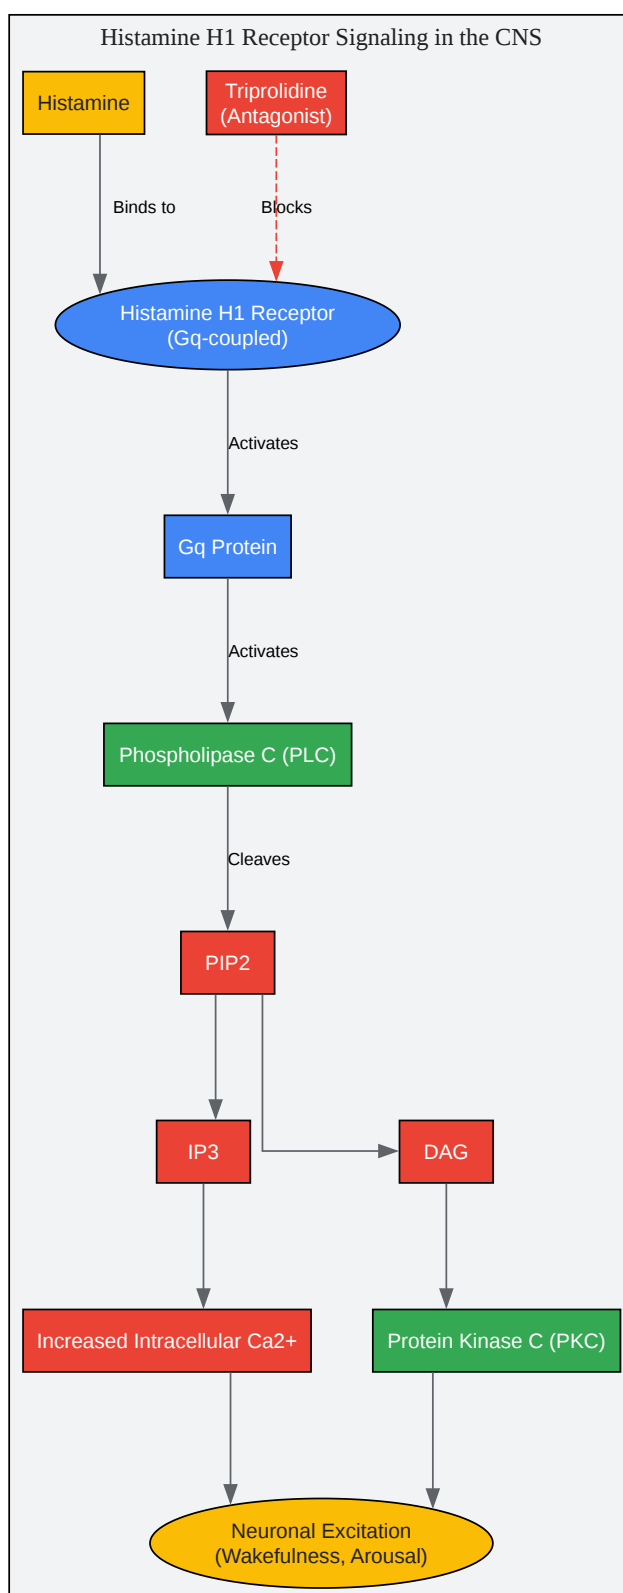 Histamine H1 Receptor Signaling in the CNS
Histamine
Triprolidine
(Antagonist)
Binds to
Blocks
Histamine H1 Receptor
(Gq-coupled)
Activates
Gq Protein
Activates
Phospholipase C (PLC)
Cleaves
PIP2
IP3
DAG
Increased Intracellular Ca2+
Protein Kinase C (PKC)
Neuronal Excitation
(Wakefulness, Arousal)